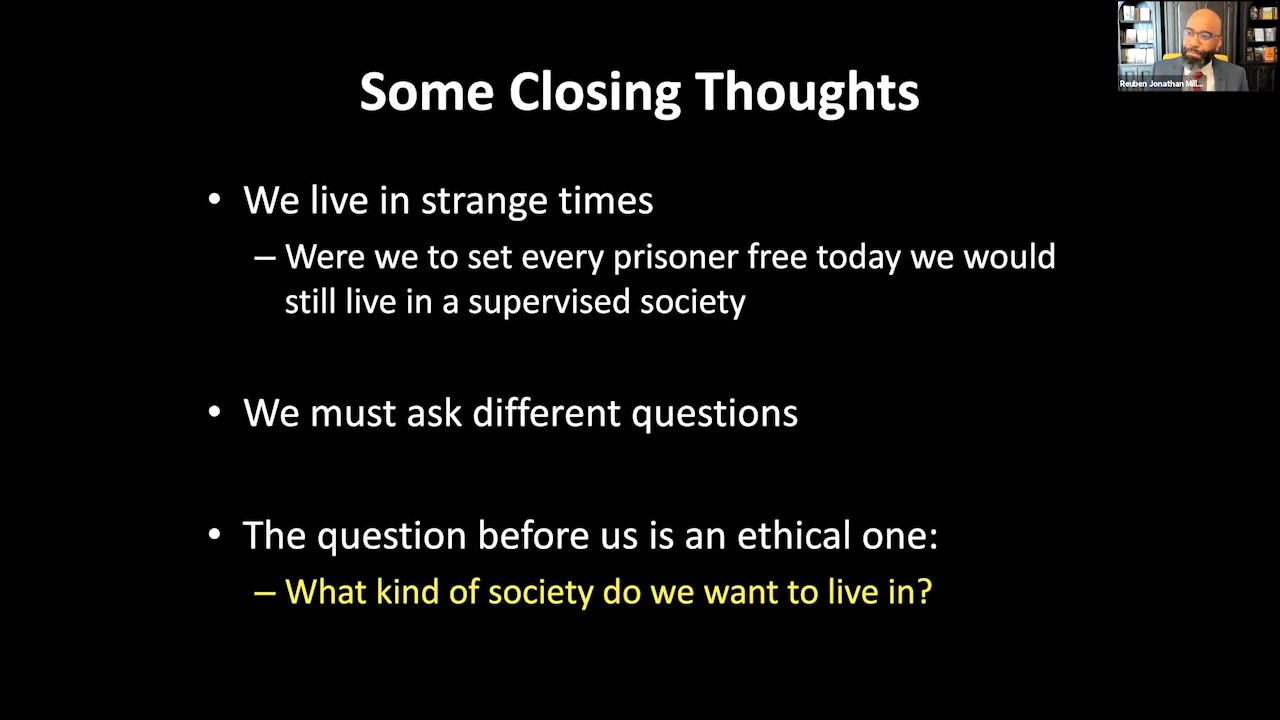 Reuben Jonathan Mil...
Some Closing Thoughts
• We live in strange times
– Were we to set every prisoner free today we would
still live in a supervised society
• We must ask different questions
• The question before us is an ethical one:
– What kind of society do we want to live in?